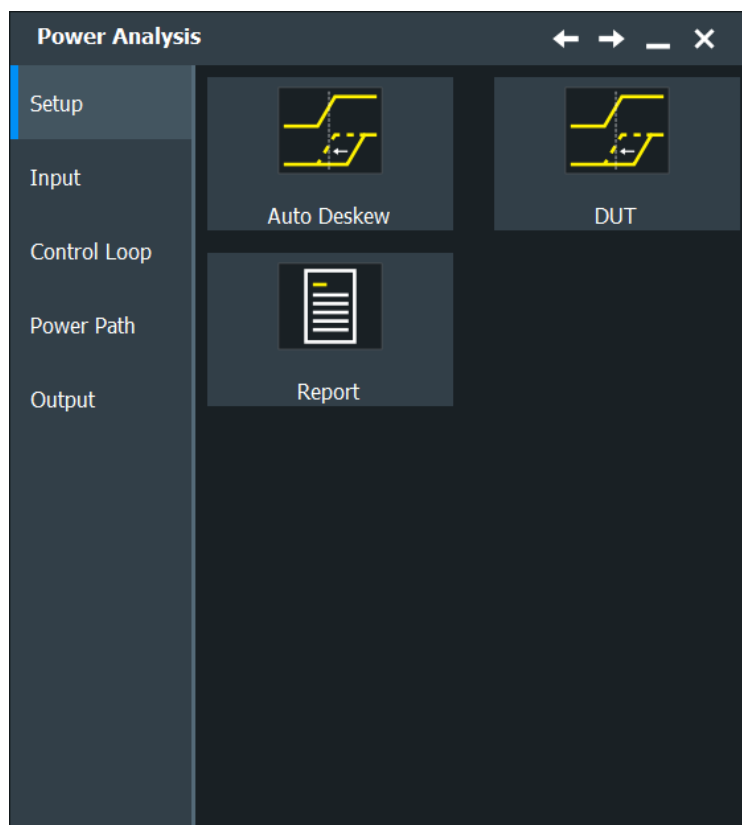 Power Analysis
Setup
Input
Control Loop
Power Path
Output
Auto Deskew
DUT
Report